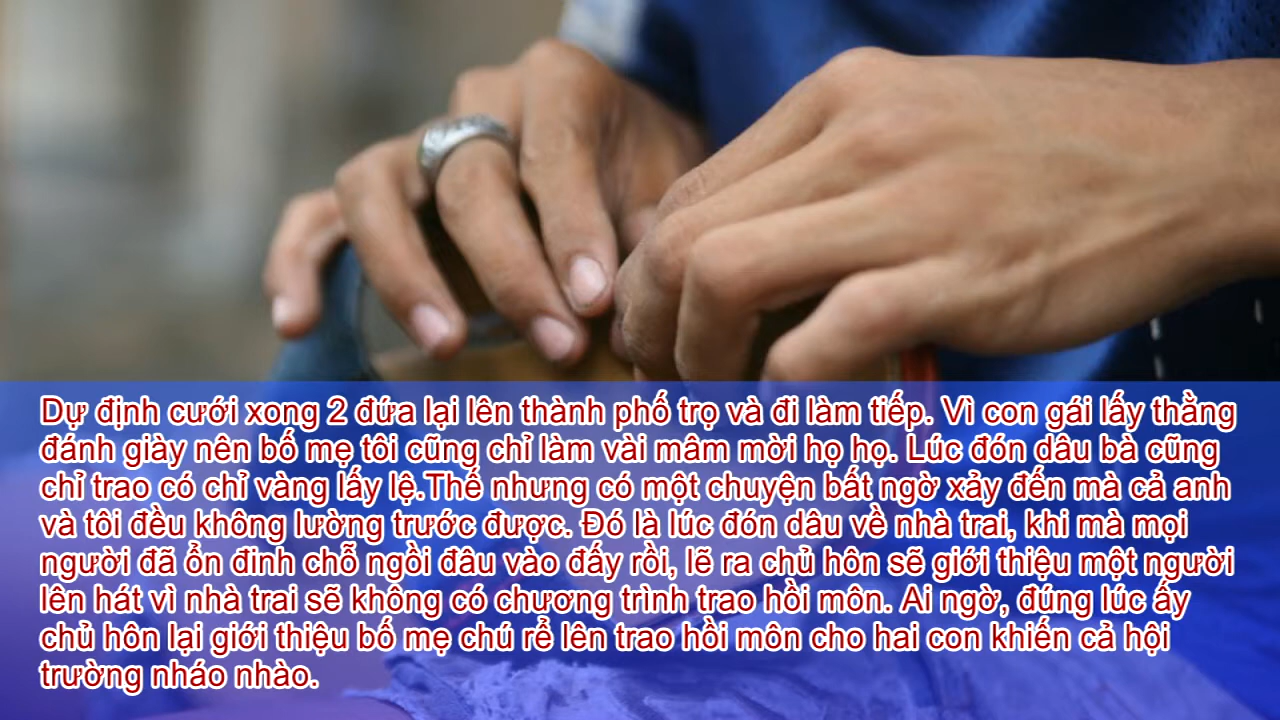 Dự định cưới xong 2 đứa lại lên thành phố trọ và đi làm tiếp. Vì con gái lấy thằng
đánh giày nên bố mẹ tôi cũng chỉ làm vài mâm mời họ họ. Lúc đón dâu bà cũng
chỉ trao có chỉ vàng lấy lệ.Thế nhưng có một chuyện bất ngờ xảy đến mà cả anh
và tôi đều không lường trước được. Đó là lúc đón dâu về nhà trai, khi mà mọi
người đã ổn đinh chỗ ngồi đâu vào đấy rồi, lẽ ra chủ hôn sẽ giới thiệu một người
lên hát vì nhà trai sẽ không có chương trình trao hồi môn. Ai ngờ, đúng lúc ấy
chủ hôn lại giới thiệu bố mẹ chú rể lên trao hồi môn cho hai con khiến cả hội
trường nháo nhào.